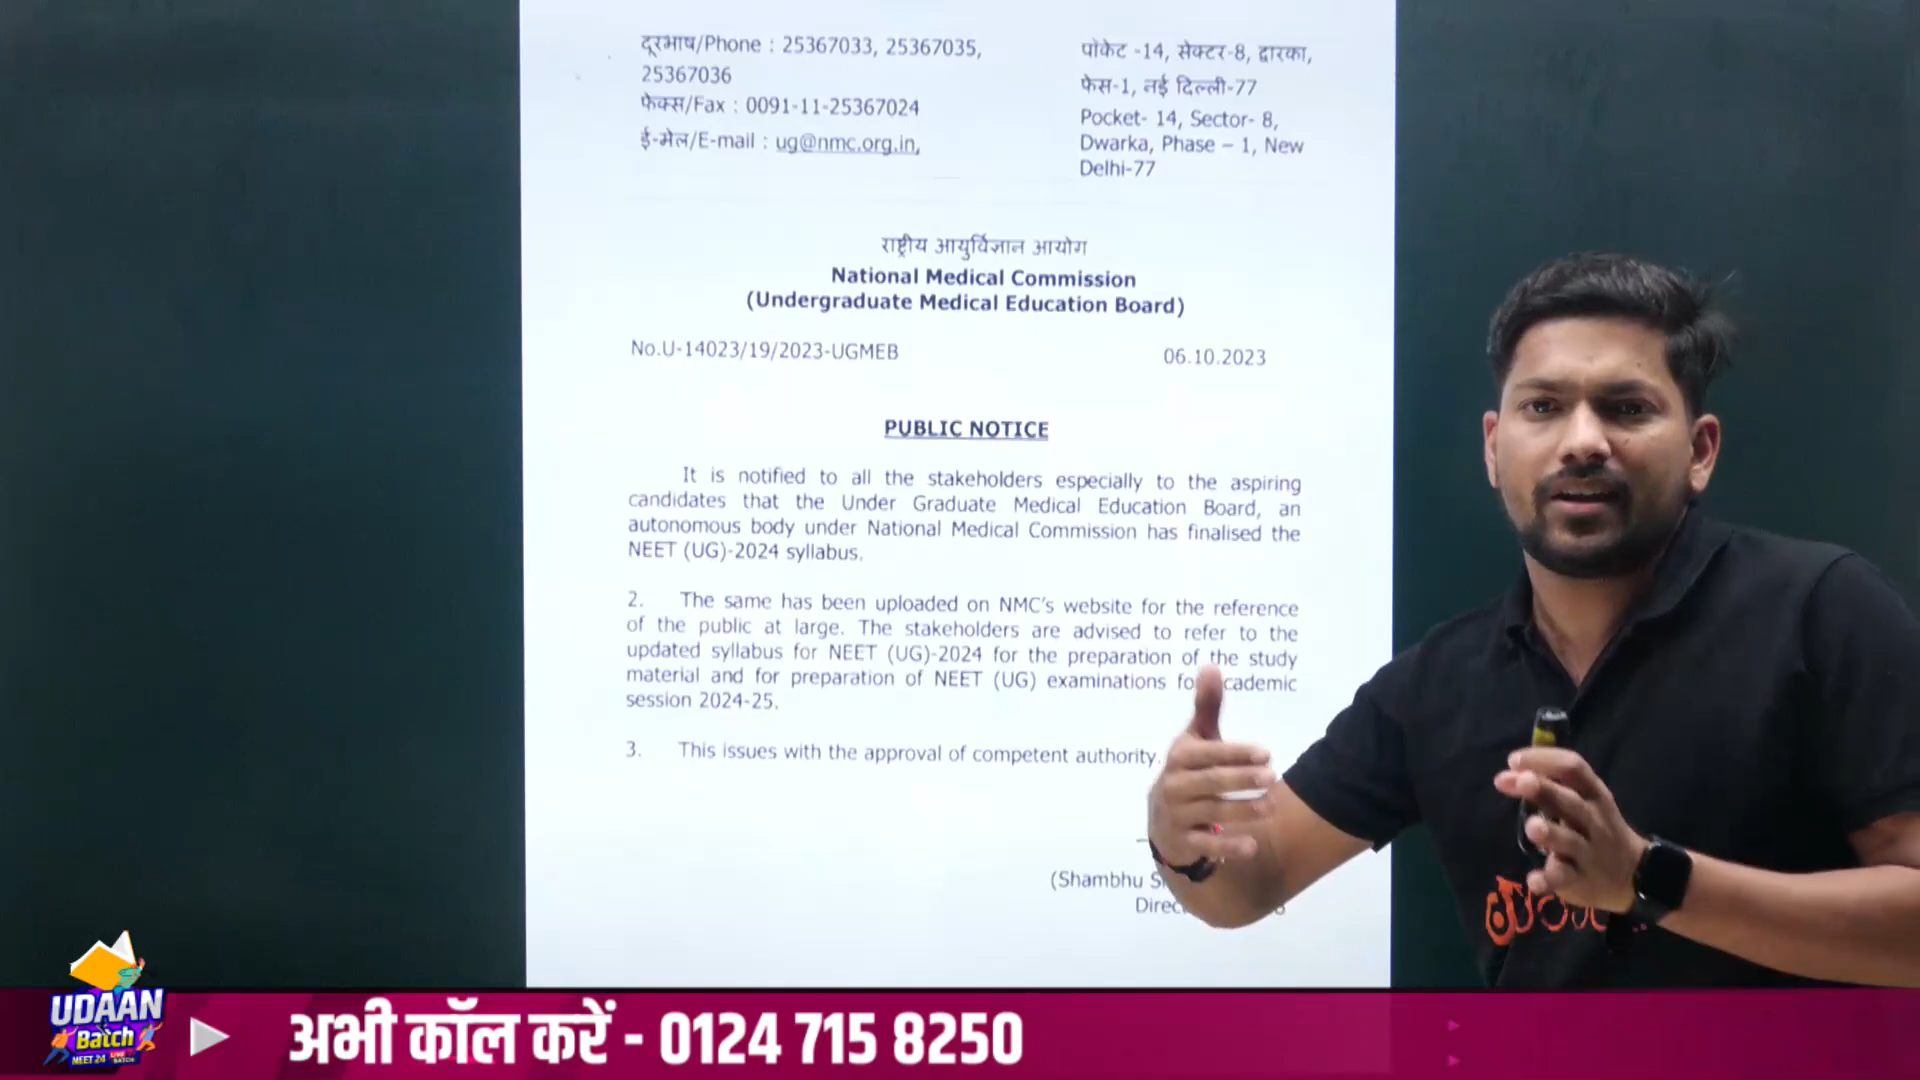 दूरभाष/Phone : 25367033, 25367035,
25367036
फेक्स/Fax : 0091-11-25367024
ई-मेल/E-mail : ug@nmc.org.in,
पॉकेट -14, सेक्टर-8, द्वारका,
फेस-1, नई दिल्ली-77
Pocket- 14, Sector- 8,
Dwarka, Phase – 1, New
Delhi-77
राष्ट्रीय आयुर्विज्ञान आयोग
National Medical Commission
(Undergraduate Medical Education Board)
No.U-14023/19/2023-UGMEB
06.10.2023
PUBLIC NOTICE
It is notified to all the stakeholders especially to the aspiring
candidates that the Under Graduate Medical Education Board, an
autonomous body under National Medical Commission has finalised the
NEET (UG)-2024 syllabus.
2. The same has been uploaded on NMC's website for the reference
of the public at large. The stakeholders are advised to refer to the
updated syllabus for NEET (UG)-2024 for the preparation of the study
material and for preparation of NEET (UG) examinations
session 2024-25.
3. This issues with the approval of competent authority.
(Shambhu
UDAAN
Batch
NEET 24 LIVE BATCH
अभी कॉल करें - 0124 715 8250